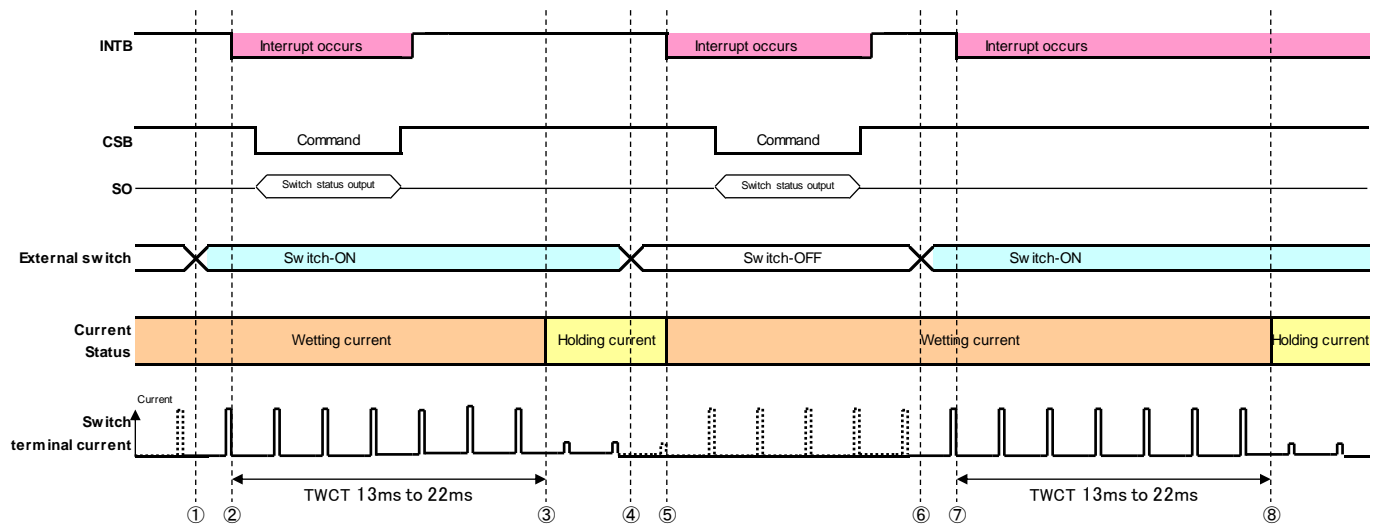 INTB
Interrupt occurs
Interrupt occurs
Interrupt occurs
CSB
Command
Command
SO
Switch status output
Switch status output
External switch
Switch-ON
Switch-OFF
Switch-ON
Current
Status
Wetting current
Holding current
Wetting current
Holding current
Current
Switch
terminal current
TWCT 13ms to 22ms
TWCT 13ms to 22ms
① ② ③ ④ ⑤ ⑥ ⑦ ⑧